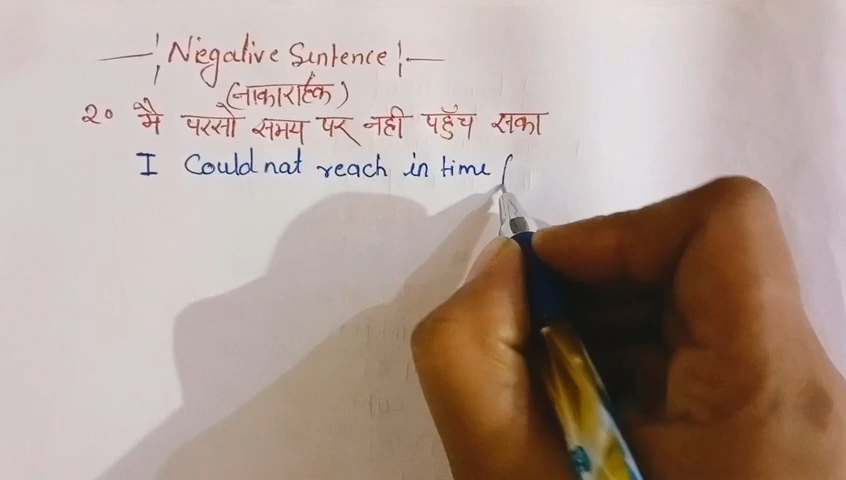 Negative Sentence
(नाकारात्मक)
२० मै परसो समय पर नही पहुँच सका
I Could nat reach in time